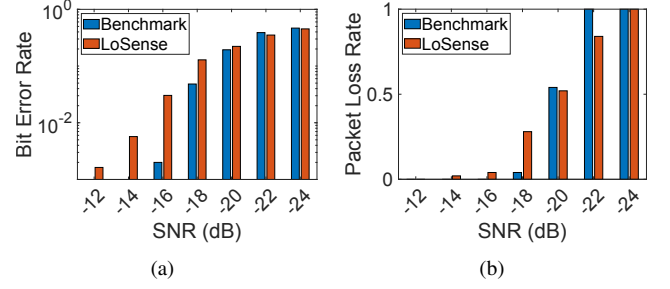 Bit Error Rate
10^0
10^-2
Benchmark
LoSense
-12 -14 -16 -18 -20 -22 -24
SNR (dB)
(a)
Packet Loss Rate
1
0.5
0
Benchmark
LoSense
-12 -14 -16 -18 -20 -22 -24
SNR (dB)
(b)